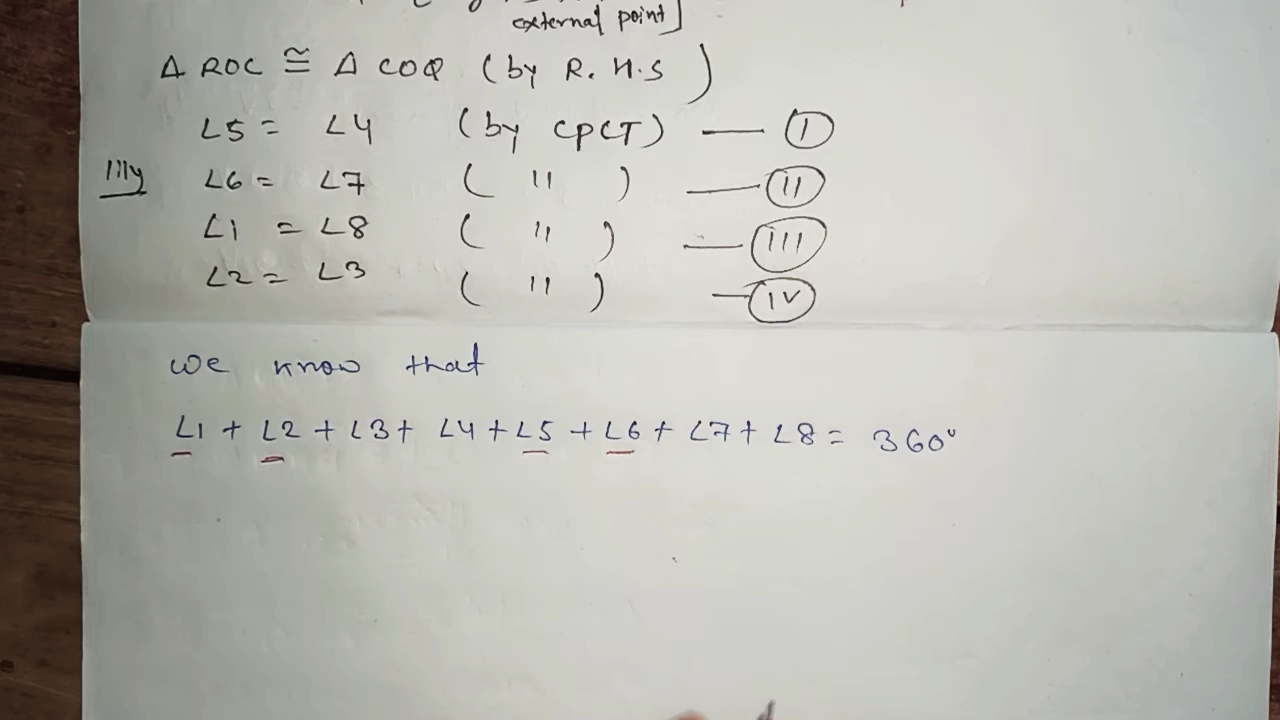 external point]
Δ ROC ≅ Δ COQ (by R.H.S)
∠5 = ∠4 (by CPCT) — I
111ly ∠6 = ∠7 ( " ) — II
∠1 = ∠8 ( " ) — III
∠2 = ∠3 ( " ) — IV
we know that
∠1 + ∠2 + ∠3 + ∠4 + ∠5 + ∠6 + ∠7 + ∠8 = 360°